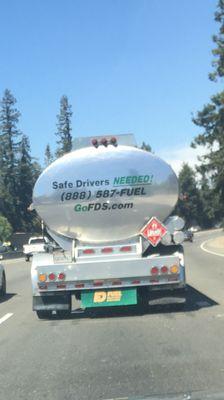 Safe Drivers NEEDED!
(888) 587-FUEL
GoFDS.com